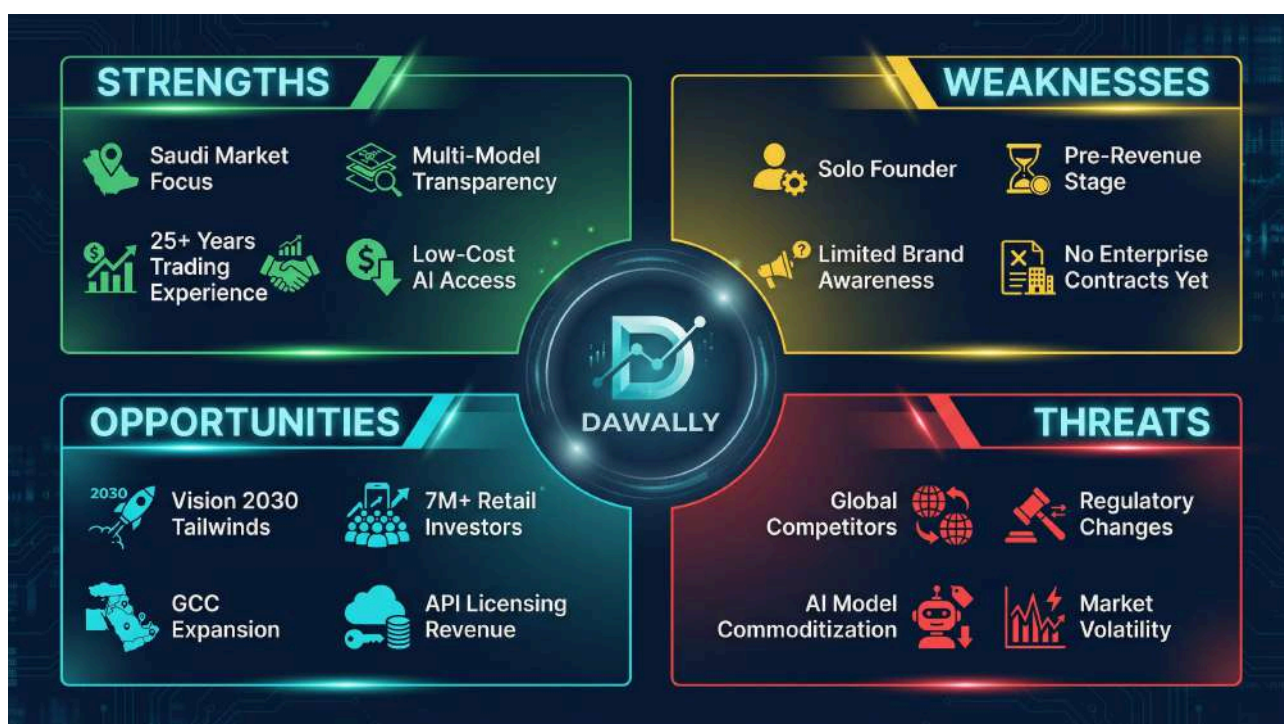 STRENGTHS
Saudi Market
Focus
Multi-Model
Transparency
25+ Years
Trading
Experience
Low-Cost
AI Access
WEAKNESSES
Solo Founder
Pre-Revenue
Stage
Limited Brand
Awareness
No Enterprise
Contracts Yet
DAWALLY
OPPORTUNITIES
2030
Vision 2030
Tailwinds
7M+ Retail
Investors
GCC
Expansion
API Licensing
Revenue
THREATS
Global
Competitors
Regulatory
Changes
AI Model
Commoditization
Market
Volatility